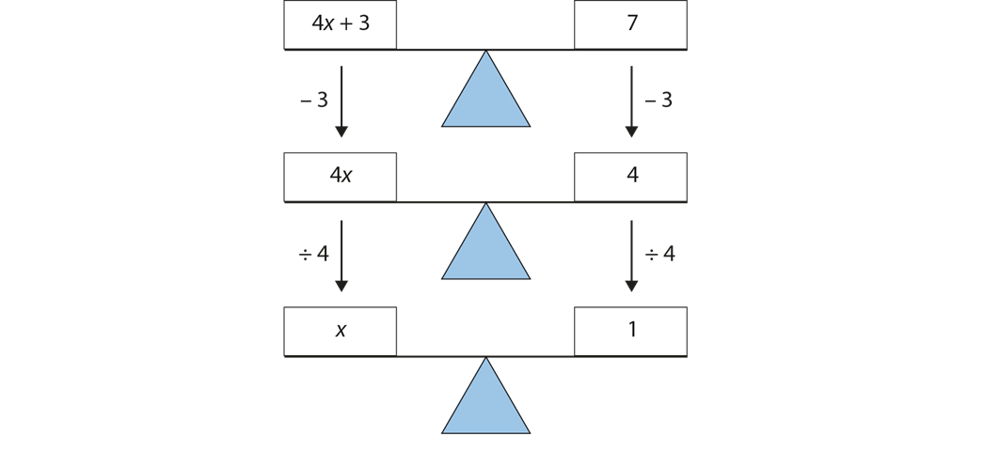 4x + 3 7
– 3 – 3
4x 4
÷ 4 ÷ 4
x 1